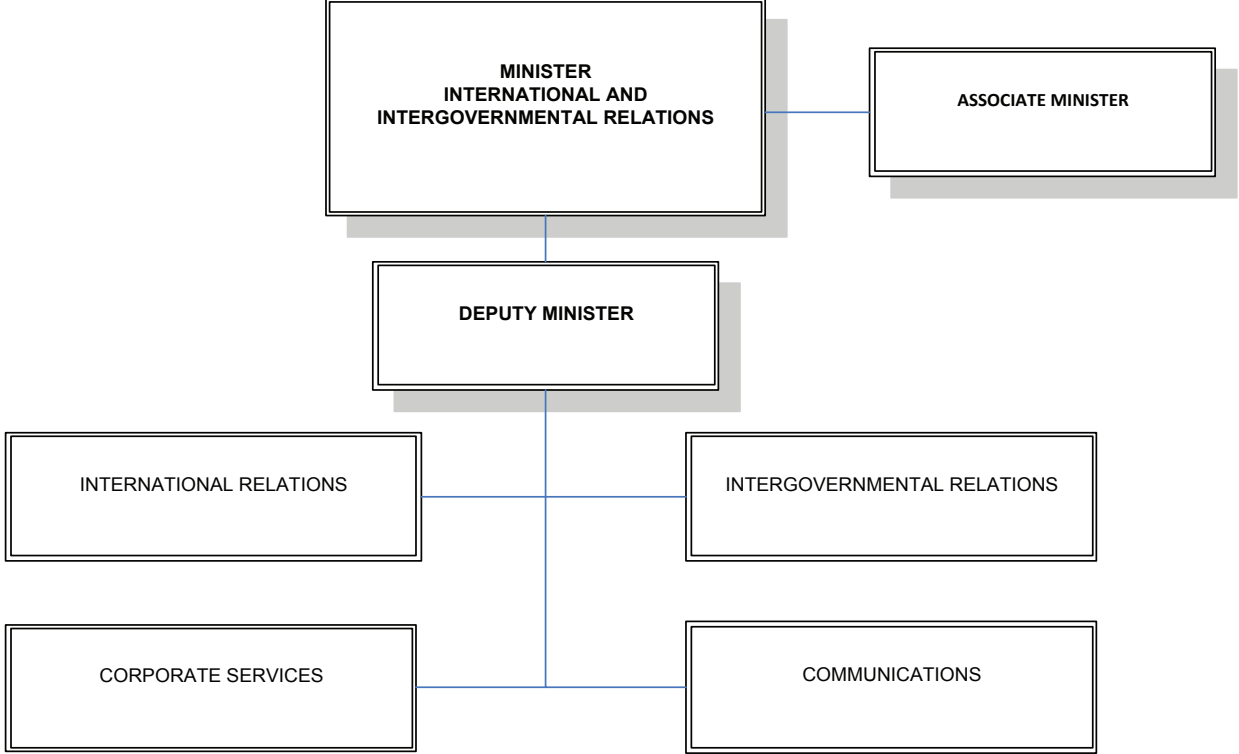 MINISTER
INTERNATIONAL AND
INTERGOVERNMENTAL RELATIONS
ASSOCIATE MINISTER
DEPUTY MINISTER
INTERNATIONAL RELATIONS
INTERGOVERNMENTAL RELATIONS
CORPORATE SERVICES
COMMUNICATIONS